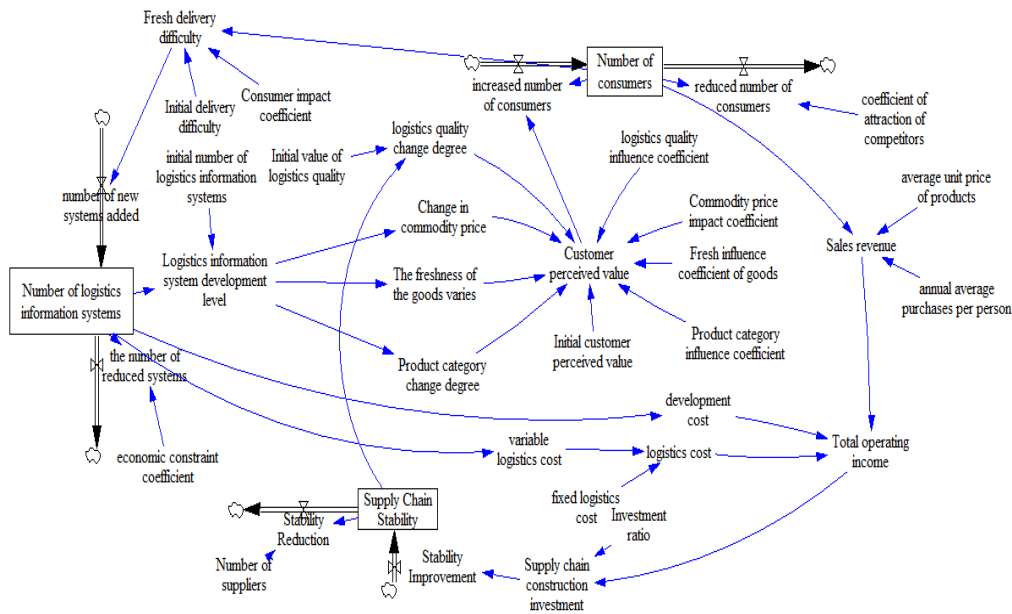 Fresh delivery
difficulty
Number of
consumers
increased number
of consumers
reduced number of
consumers
coefficient of
attraction of
competitors
Initial delivery
difficulty
Consumer impact
coefficient
logistics quality
change degree
logistics quality
influence coefficient
Initial value of
logistics quality
initial number of
logistics information
systems
number of new
systems added
average unit price
of products
Change in
commodity price
Commodity price
impact coefficient
Sales revenue
Logistics information
system development
level
Customer
perceived value
Fresh influence
coefficient of goods
The freshness of
the goods varies
Number of logistics
information systems
annual average
purchases per person
Initial customer
perceived value
Product category
influence coefficient
the number of
reduced systems
Product category
change degree
development
cost
variable
logistics cost
logistics cost
Total operating
income
economic constraint
coefficient
fixed logistics
cost
Investment
ratio
Supply Chain
Stability
Stability
Reduction
Number of
suppliers
Stability
Improvement
Supply chain
construction
investment